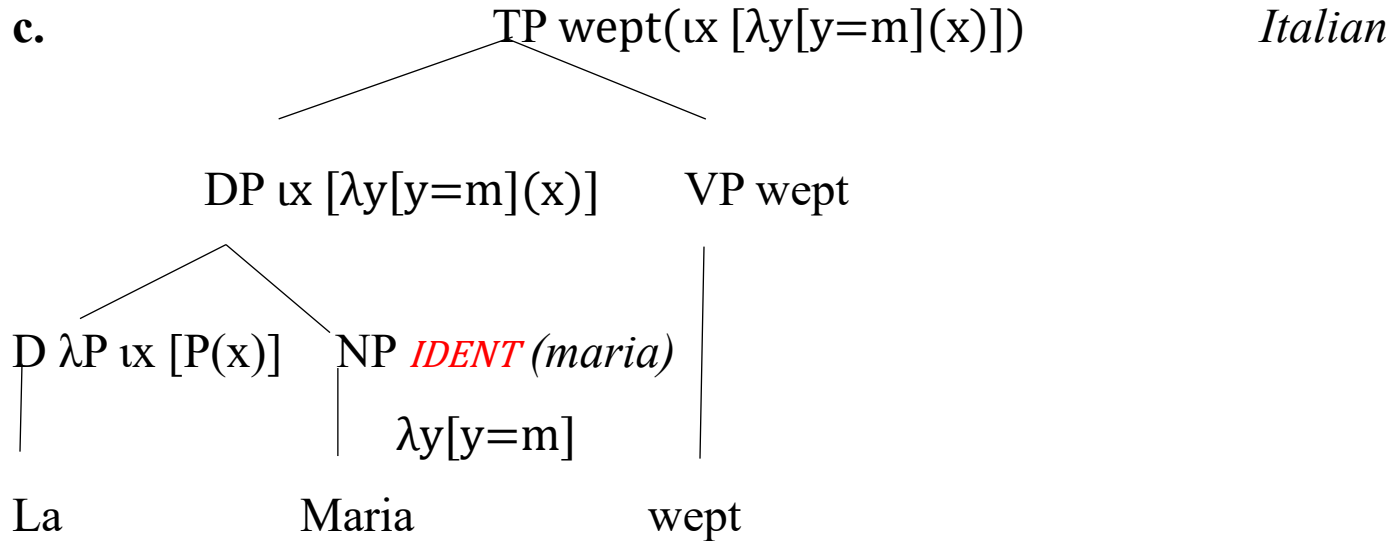 c. TP wept(ιx [λy[y=m](x)]) Italian
DP ιx [λy[y=m](x)] VP wept
D λP ιx [P(x)] NP IDENT (maria)
λy[y=m]
La Maria wept